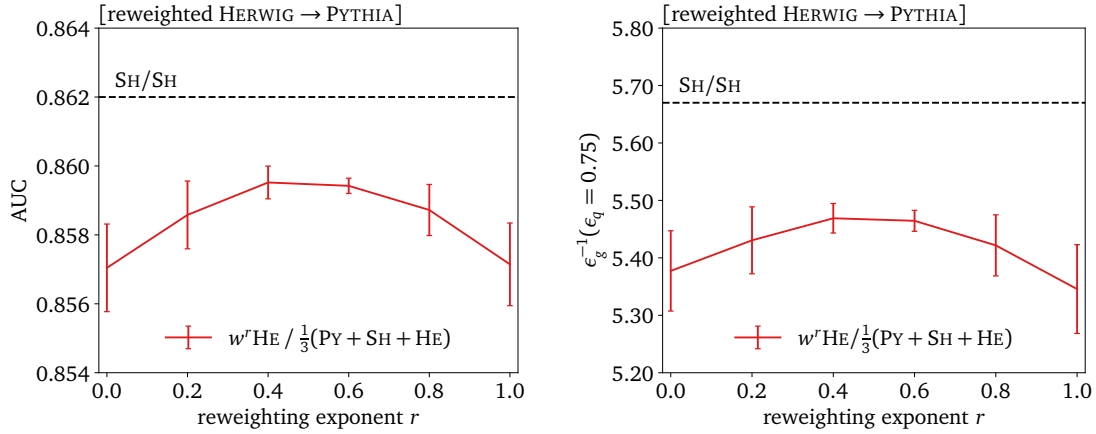 [reweighted HERWIG → PYTHIA]
0.864
0.862
0.860
0.858
0.856
0.854
AUC
SH/SH
wʳHE / ⅓(PY + SH + HE)
0.0 0.2 0.4 0.6 0.8 1.0
reweighting exponent r
[reweighted HERWIG → PYTHIA]
5.80
5.70
5.60
5.50
5.40
5.30
5.20
ϵ_g⁻¹(ϵ_q = 0.75)
SH/SH
wʳHE/⅓(PY + SH + HE)
0.0 0.2 0.4 0.6 0.8 1.0
reweighting exponent r